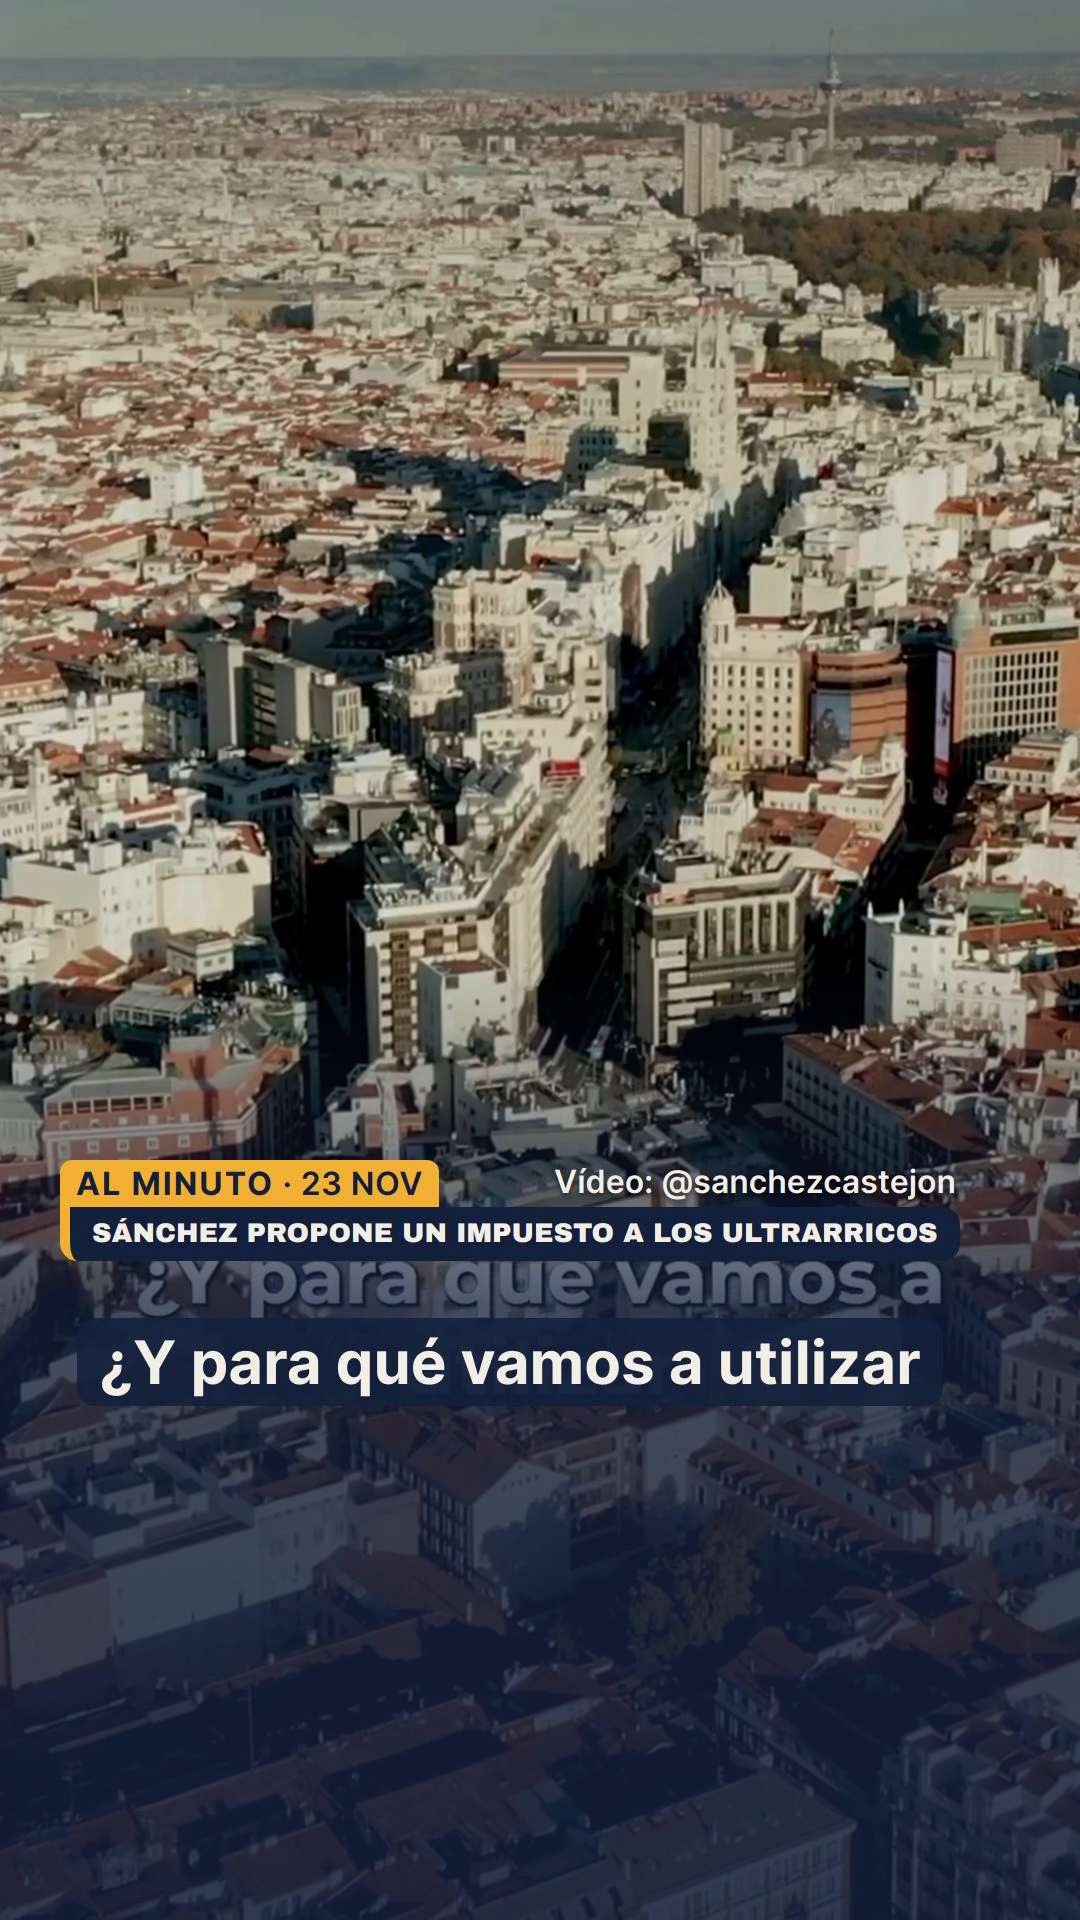 AL MINUTO · 23 NOV
Vídeo: @sanchezcastejon
SÁNCHEZ PROPONE UN IMPUESTO A LOS ULTRARRICOS
¿Y para qué vamos a
¿Y para qué vamos a utilizar